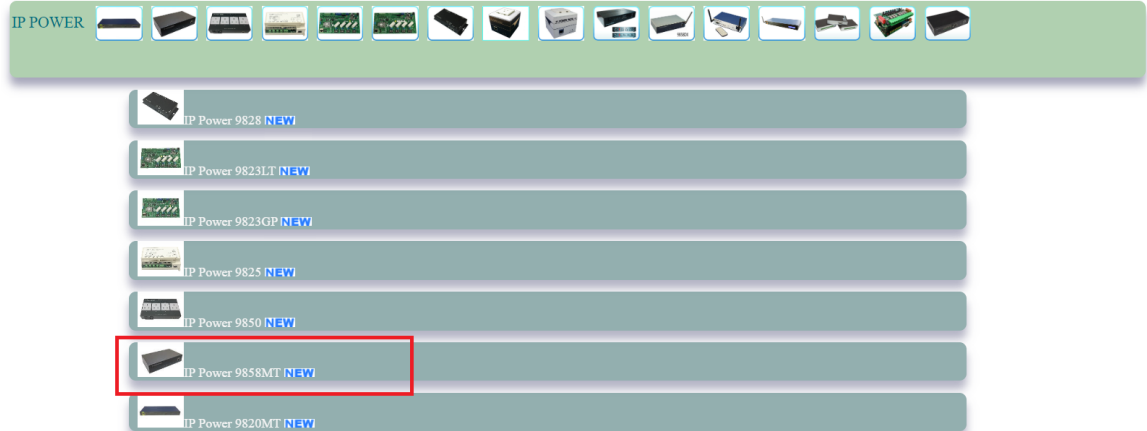 IP POWER
IP Power 9828 NEW
IP Power 9823LT NEW
IP Power 9823GP NEW
IP Power 9825 NEW
IP Power 9850 NEW
IP Power 9858MT NEW
IP Power 9820MT NEW